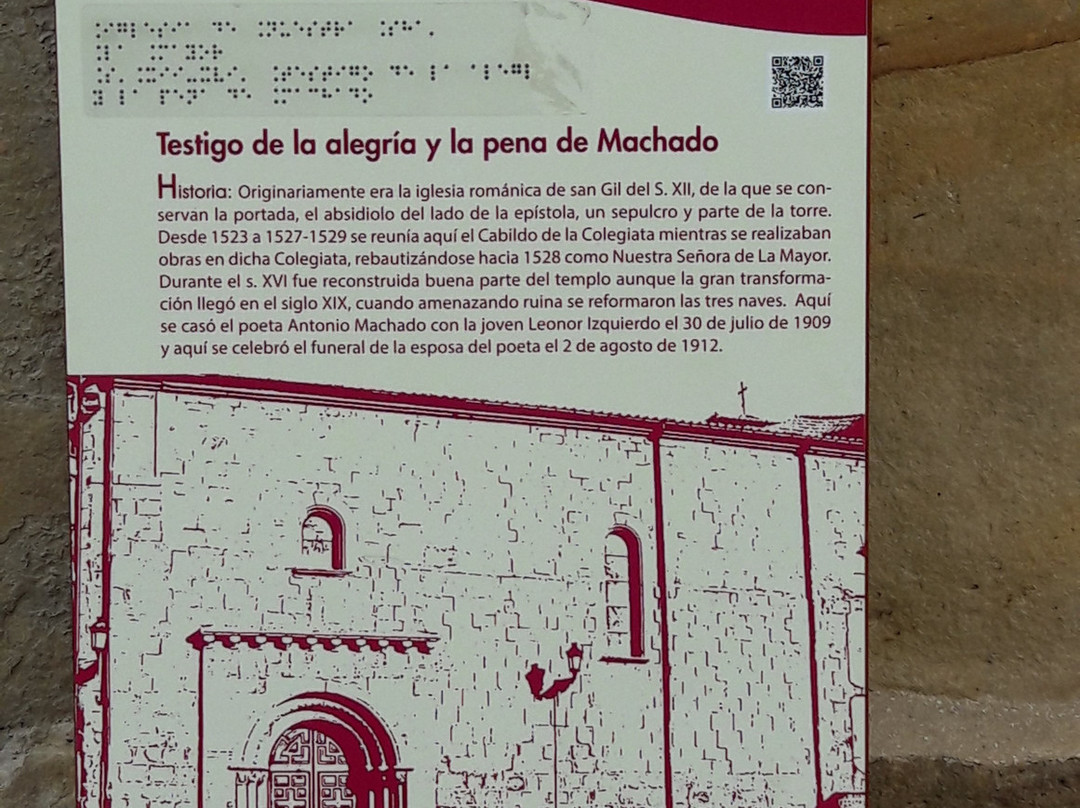 Testigo de la alegría y la pena de Machado
Historia: Originariamente era la iglesia románica de san Gil del S. XII, de la que se con-
servan la portada, el absidiolo del lado de la epístola, un sepulcro y parte de la torre.
Desde 1523 a 1527-1529 se reunía aquí el Cabildo de la Colegiata mientras se realizaban
obras en dicha Colegiata, rebautizándose hacia 1528 como Nuestra Señora de La Mayor.
Durante el s. XVI fue reconstruida buena parte del templo aunque la gran transforma-
ción llegó en el siglo XIX, cuando amenazando ruina se reformaron las tres naves. Aquí
se casó el poeta Antonio Machado con la joven Leonor Izquierdo el 30 de julio de 1909
y aquí se celebró el funeral de la esposa del poeta el 2 de agosto de 1912.